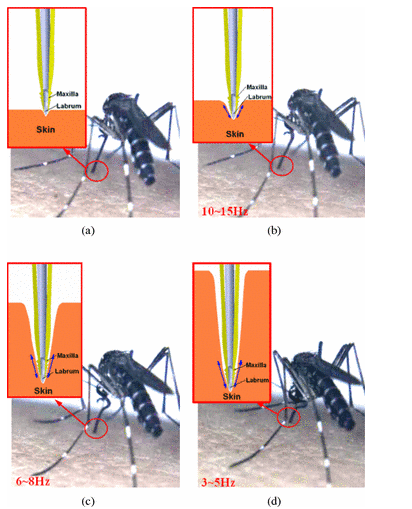 Maxilla
Labrum
Skin
(a)
Maxilla
Labrum
Skin
10~15Hz
(b)
Maxilla
Labrum
Skin
6~8Hz
(c)
Maxilla
Labrum
Skin
3~5Hz
(d)